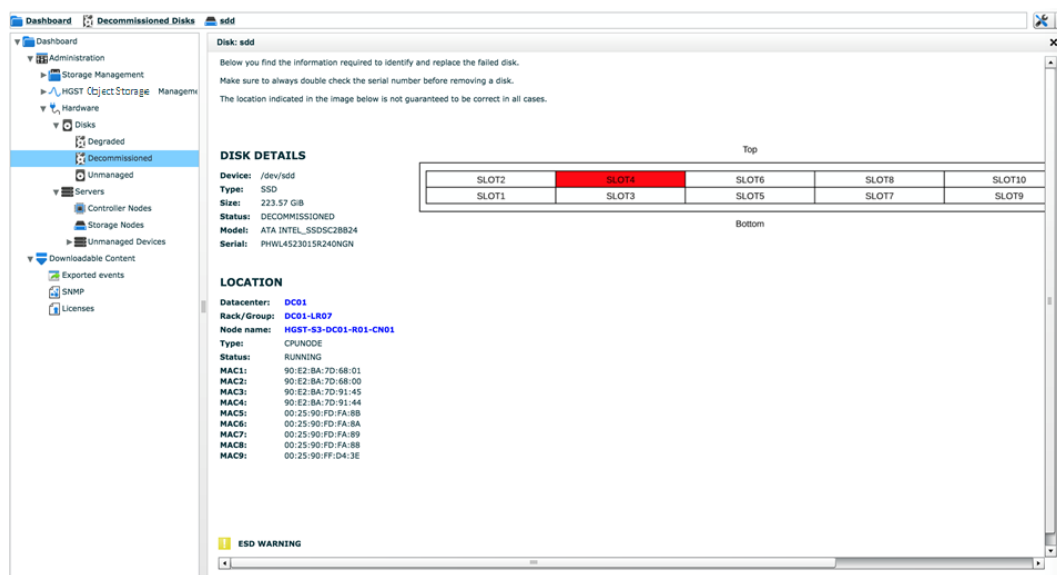 Dashboard Decommissioned Disks sdd
Dashboard
Administration
Storage Management
HGST Object Storage Manageme
Hardware
Disks
Degraded
Decommissioned
Unmanaged
Servers
Controller Nodes
Storage Nodes
Unmanaged Devices
Downloadable Content
Exported events
SNMP
Licenses
Disk: sdd
Below you find the information required to identify and replace the failed disk.
Make sure to always double check the serial number before removing a disk.
The location indicated in the image below is not guaranteed to be correct in all cases.
DISK DETAILS
Device: /dev/sdd
Type: SSD
Size: 223.57 GiB
Status: DECOMMISSIONED
Model: ATA INTEL_SSDSC2BB24
Serial: PHWL4523015R240NGN
Top
SLOT2 SLOT4 SLOT6 SLOT8 SLOT10
SLOT1 SLOT3 SLOT5 SLOT7 SLOT9
Bottom
LOCATION
Datacenter: DC01
Rack/Group: DC01-LR07
Node name: HGST-S3-DC01-R01-CN01
Type: CPUNODE
Status: RUNNING
MAC1: 90:E2:BA:7D:68:01
MAC2: 90:E2:BA:7D:68:00
MAC3: 90:E2:BA:7D:91:45
MAC4: 90:E2:BA:7D:91:44
MAC5: 00:25:90:FD:FA:8B
MAC6: 00:25:90:FD:FA:8A
MAC7: 00:25:90:FD:FA:89
MAC8: 00:25:90:FD:FA:88
MAC9: 00:25:90:FF:D4:3E
ESD WARNING